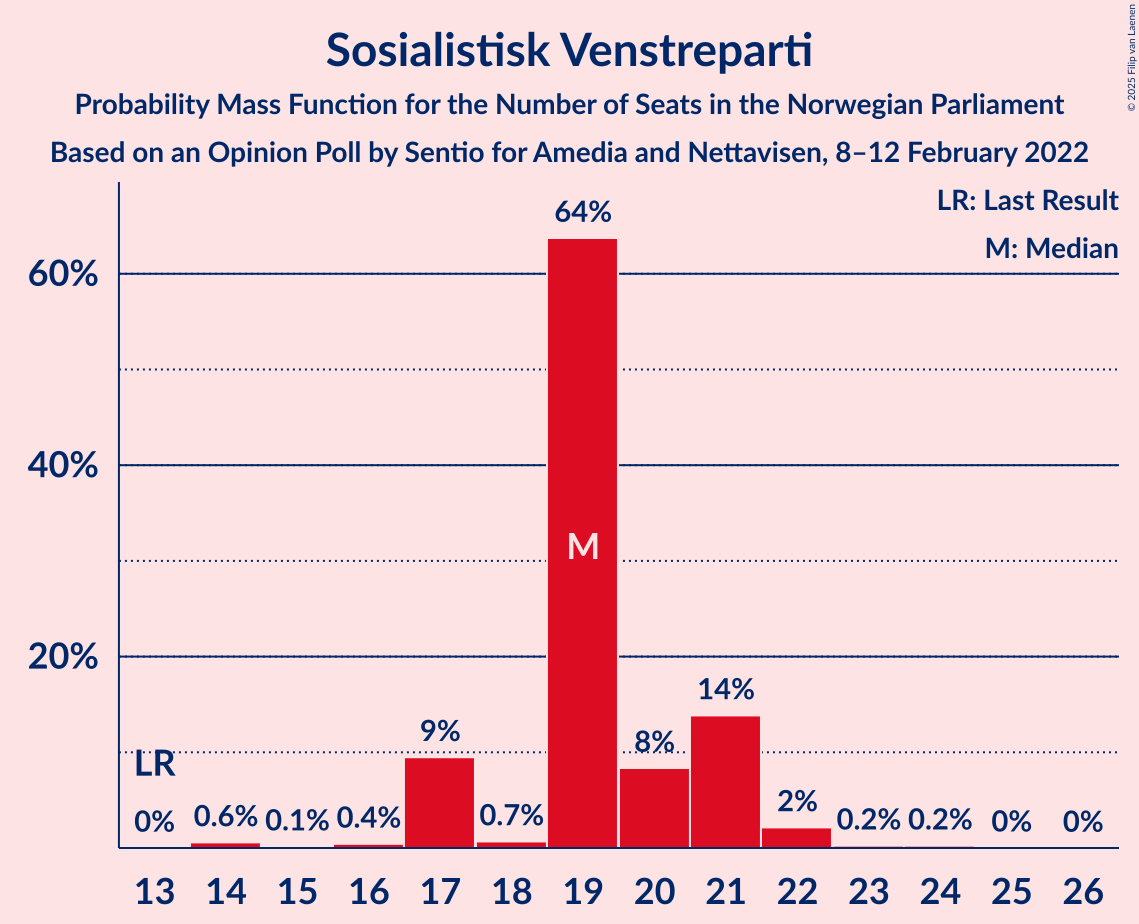 Sosialistisk Venstreparti
Probability Mass Function for the Number of Seats in the Norwegian Parliament
Based on an Opinion Poll by Sentio for Amedia and Nettavisen, 8–12 February 2022
© 2025 Filip van Laenen
LR: Last Result
M: Median
60%
40%
20%
LR
0%
0.6%
0.1%
0.4%
9%
0.7%
64%
M
8%
14%
2%
0.2%
0.2%
0%
0%
13 14 15 16 17 18 19 20 21 22 23 24 25 26